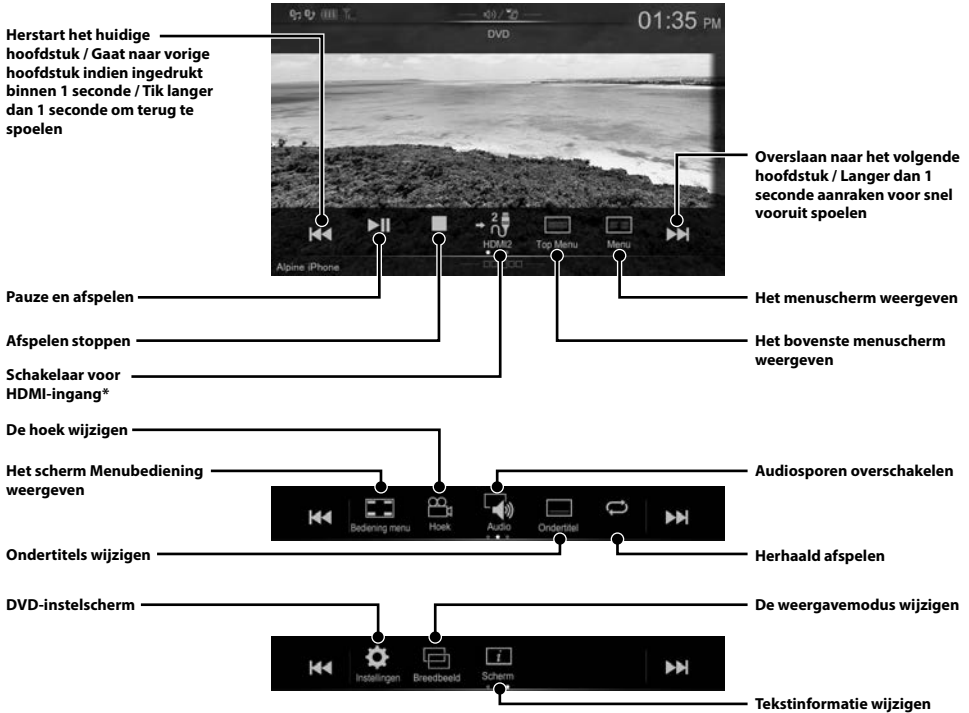 Herstart het huidige
hoofdstuk / Gaat naar vorige
hoofdstuk indien ingedrukt
binnen 1 seconde / Tik langer
dan 1 seconde om terug te
spoelen
01:35 PM
DVD
Overslaan naar het volgende
hoofdstuk / Langer dan 1
seconde aanraken voor snel
vooruit spoelen
2
HDMI2
Top Menu
Menu
Alpine iPhone
Pauze en afspelen
Het menuscherm weergeven
Afspelen stoppen
Het bovenste menuscherm
weergeven
Schakelaar voor
HDMI-ingang*
De hoek wijzigen
Het scherm Menubediening
weergeven
Audiosporen overschakelen
Bediening menu
Hoek
Audio
Ondertitel
Ondertitels wijzigen
Herhaald afspelen
DVD-instelscherm
De weergavemodus wijzigen
Instellingen
Breedbeeld
Scherm
Tekstinformatie wijzigen